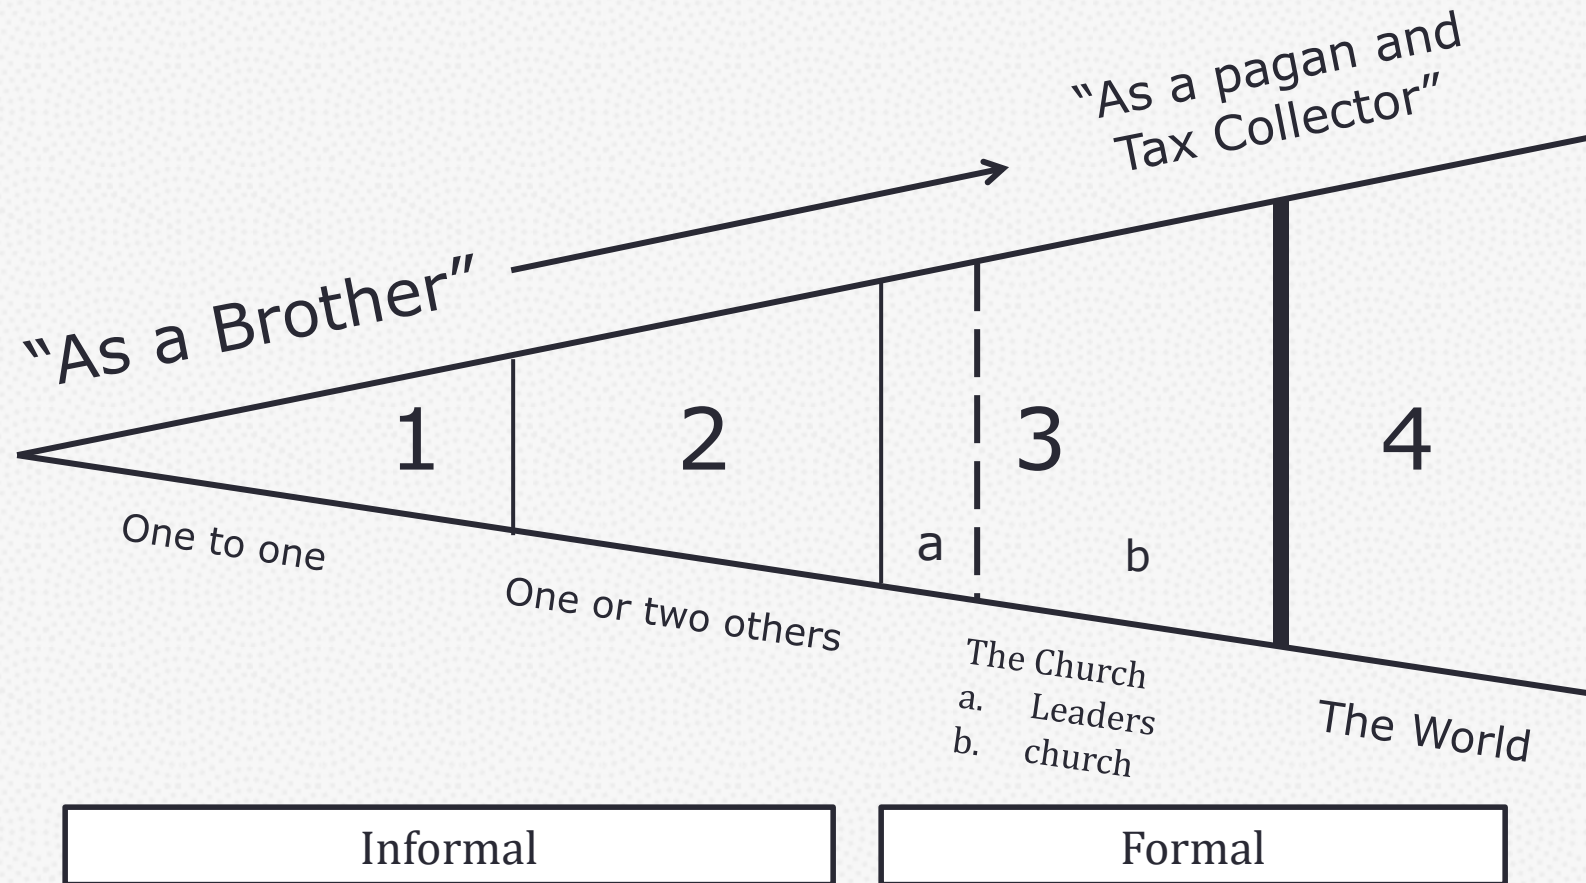 “As a pagan and
Tax Collector”
“As a Brother”
1
2
3
4
a
b
One to one
One or two others
The Church
a. Leaders
b. church
The World
Informal
Formal